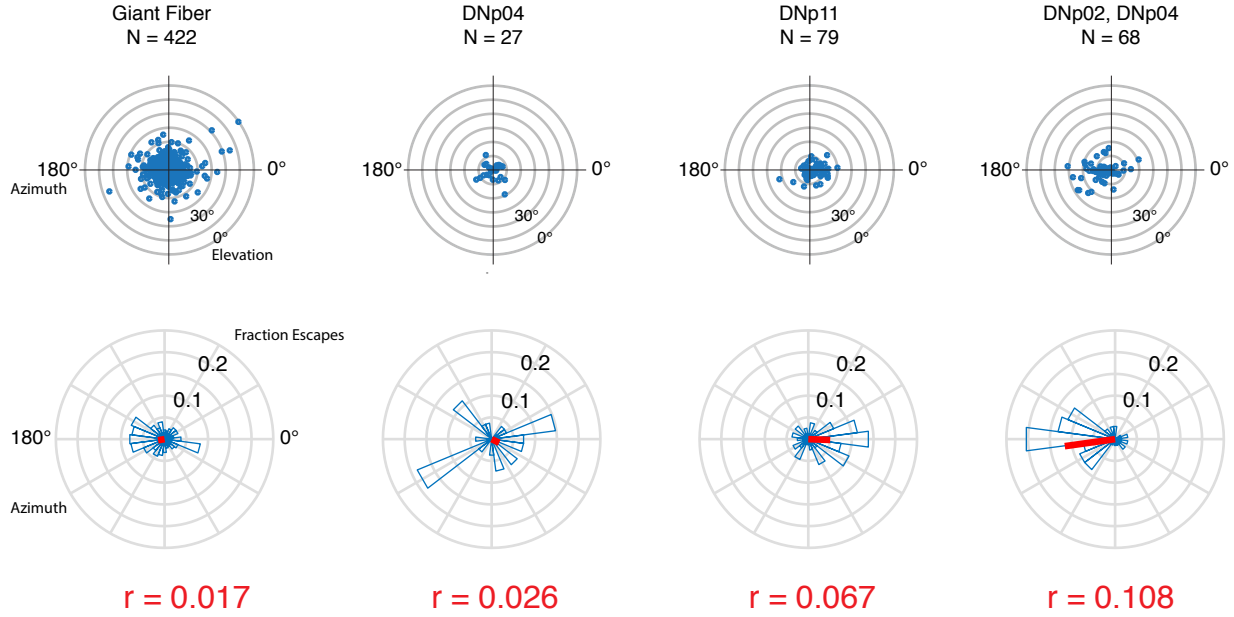 Giant Fiber
N = 422
DNp04
N = 27
DNp11
N = 79
DNp02, DNp04
N = 68
180°
0°
Azimuth
30°
0°
Elevation
180°
0°
30°
0°
180°
0°
30°
0°
180°
0°
30°
0°
Fraction Escapes
0.2
0.1
180°
0°
Azimuth
0.2
0.1
0.2
0.1
0.2
0.1
r = 0.017
r = 0.026
r = 0.067
r = 0.108